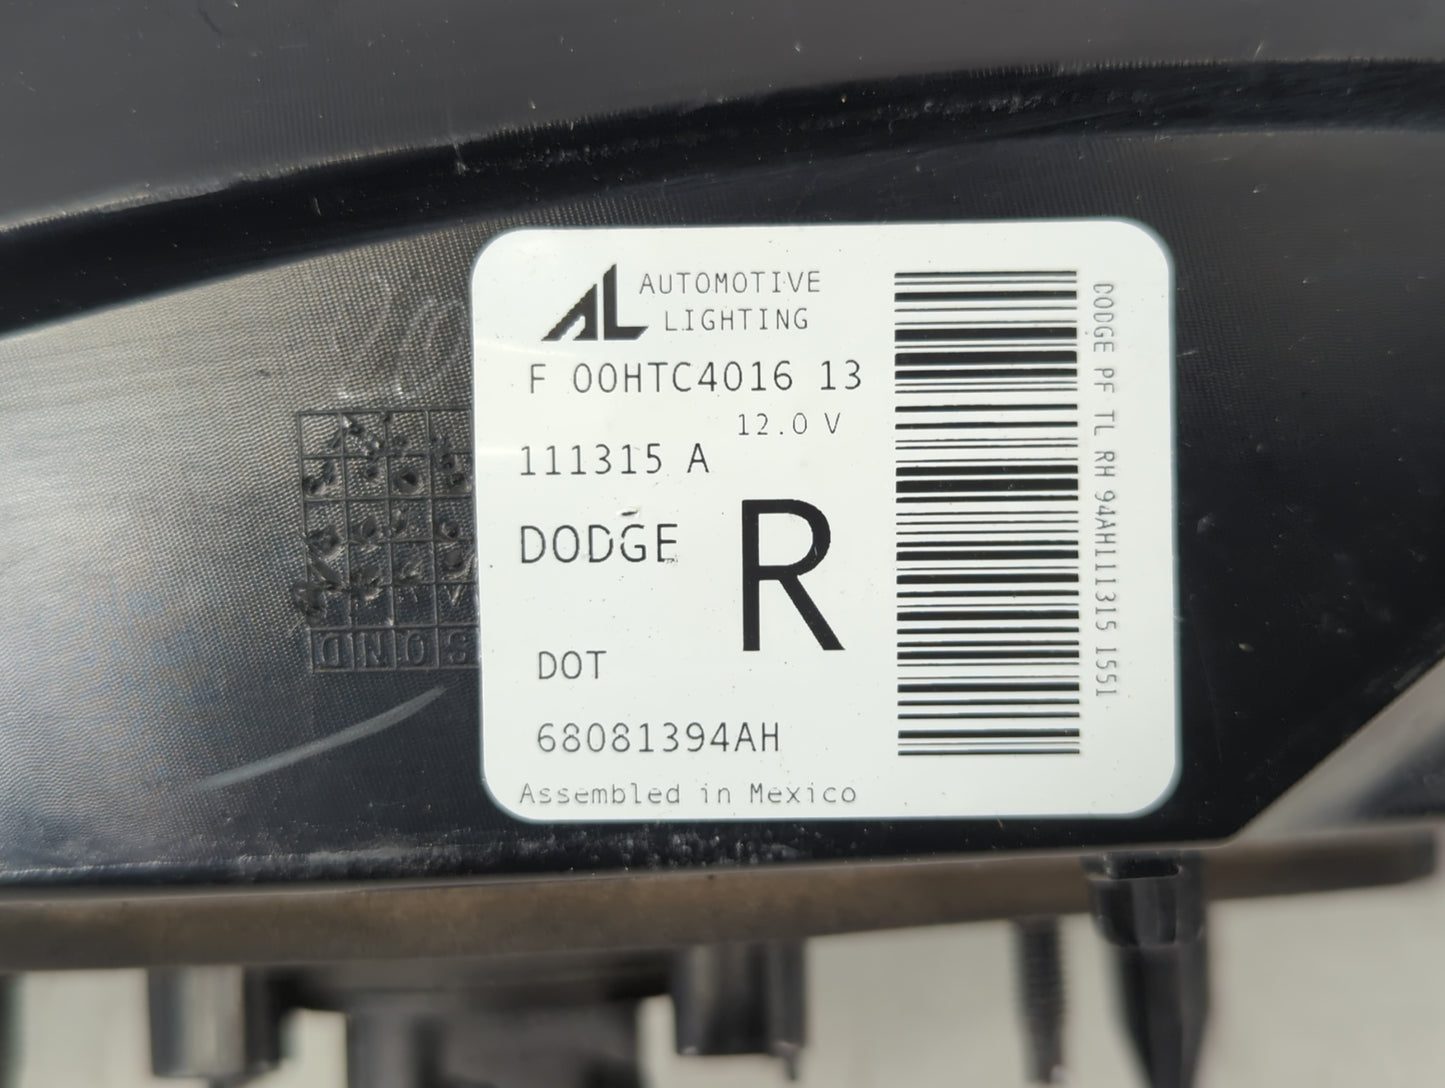 AUTOMOTIVE
LIGHTING
F 00HTC4016 13
12.0 V
111315 A
DODGE
R
DOT
68081394AH
Assembled in Mexico
DODGE PF TL RH 94AH111315 1551